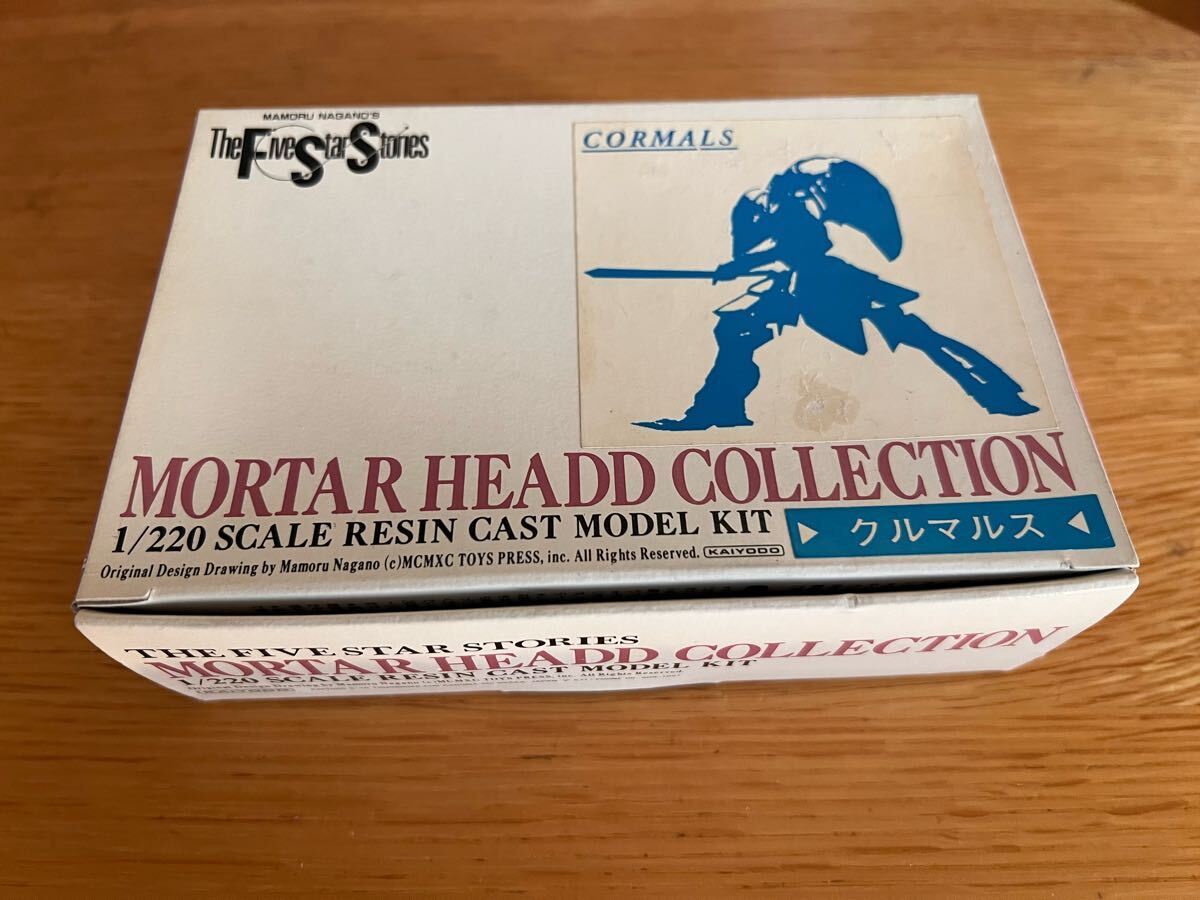 MAMORU NAGANO'S
The Five Star Stories
CORMALS
MORTAR HEADD COLLECTION
1/220 SCALE RESIN CAST MODEL KIT
▶ クルマルス ◀
Original Design Drawing by Mamoru Nagano (c)MCMXC TOYS PRESS, inc. All Rights Reserved. KAIYODO
THE FIVE STAR STORIES
MORTAR HEADD COLLECTION
1/220 SCALE RESIN CAST MODEL KIT